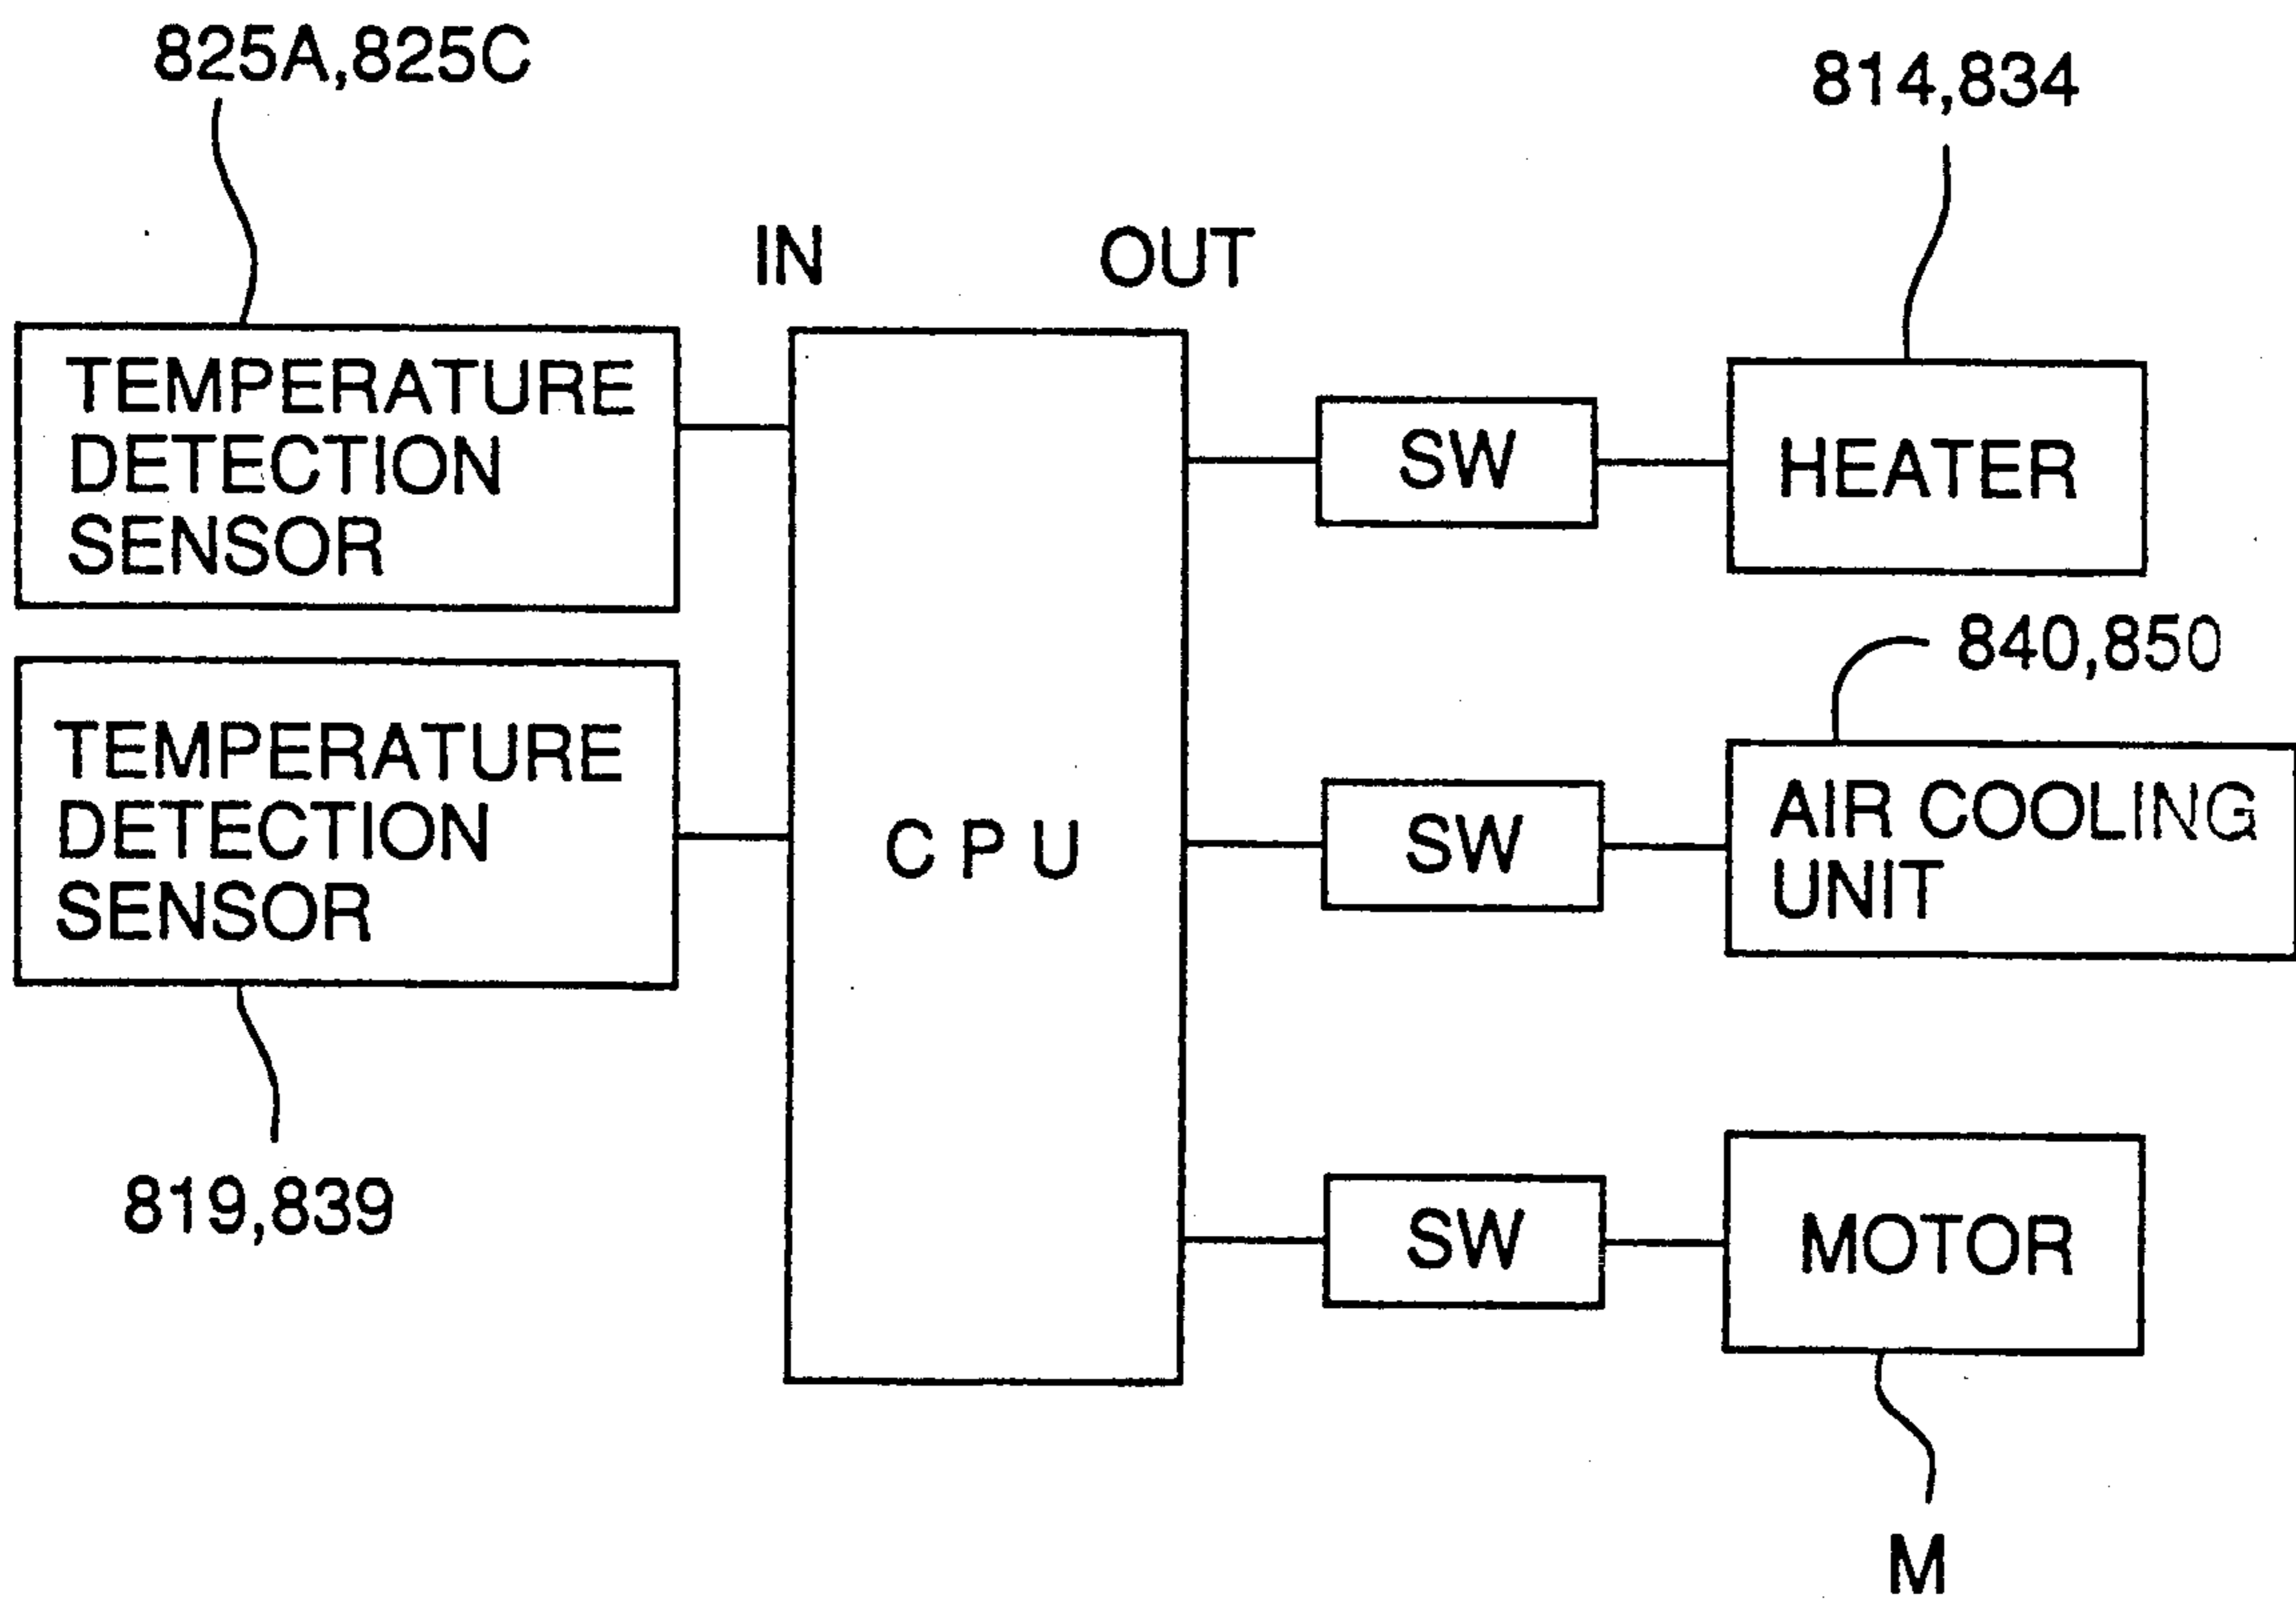 825A,825C
814,834
IN
OUT
TEMPERATURE
DETECTION
SENSOR
SW
HEATER
840,850
TEMPERATURE
DETECTION
SENSOR
C P U
SW
AIR COOLING
UNIT
819,839
SW
MOTOR
M